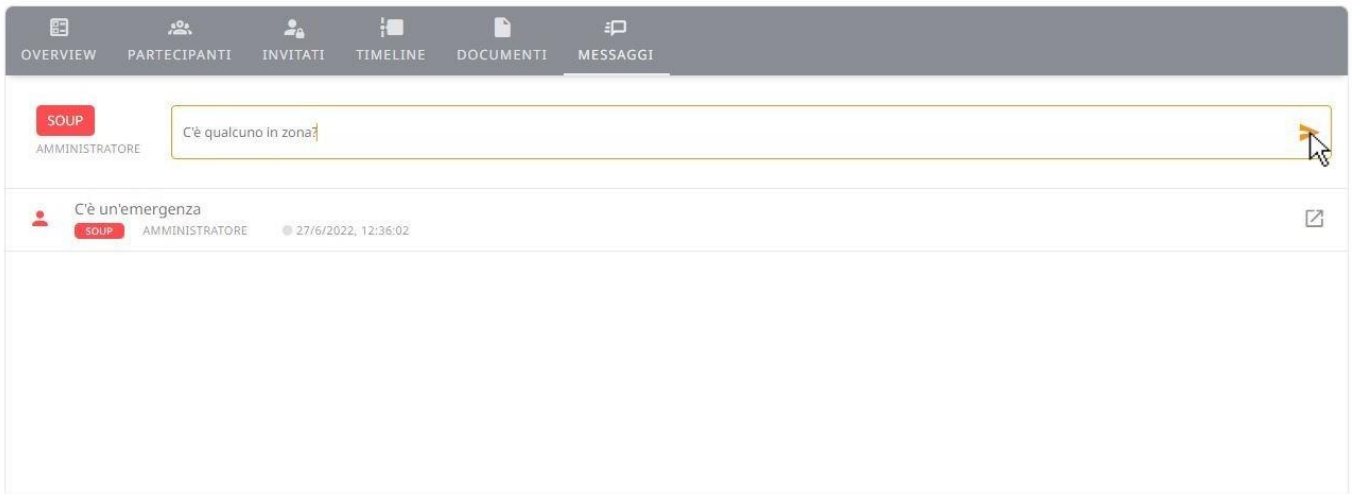 OVERVIEW PARTECIPANTI INVITATI TIMELINE DOCUMENTI MESSAGGI
SOUP
AMMINISTRATORE
C'è qualcuno in zona?
C'è un'emergenza
SOUP AMMINISTRATORE 27/6/2022, 12:36:02